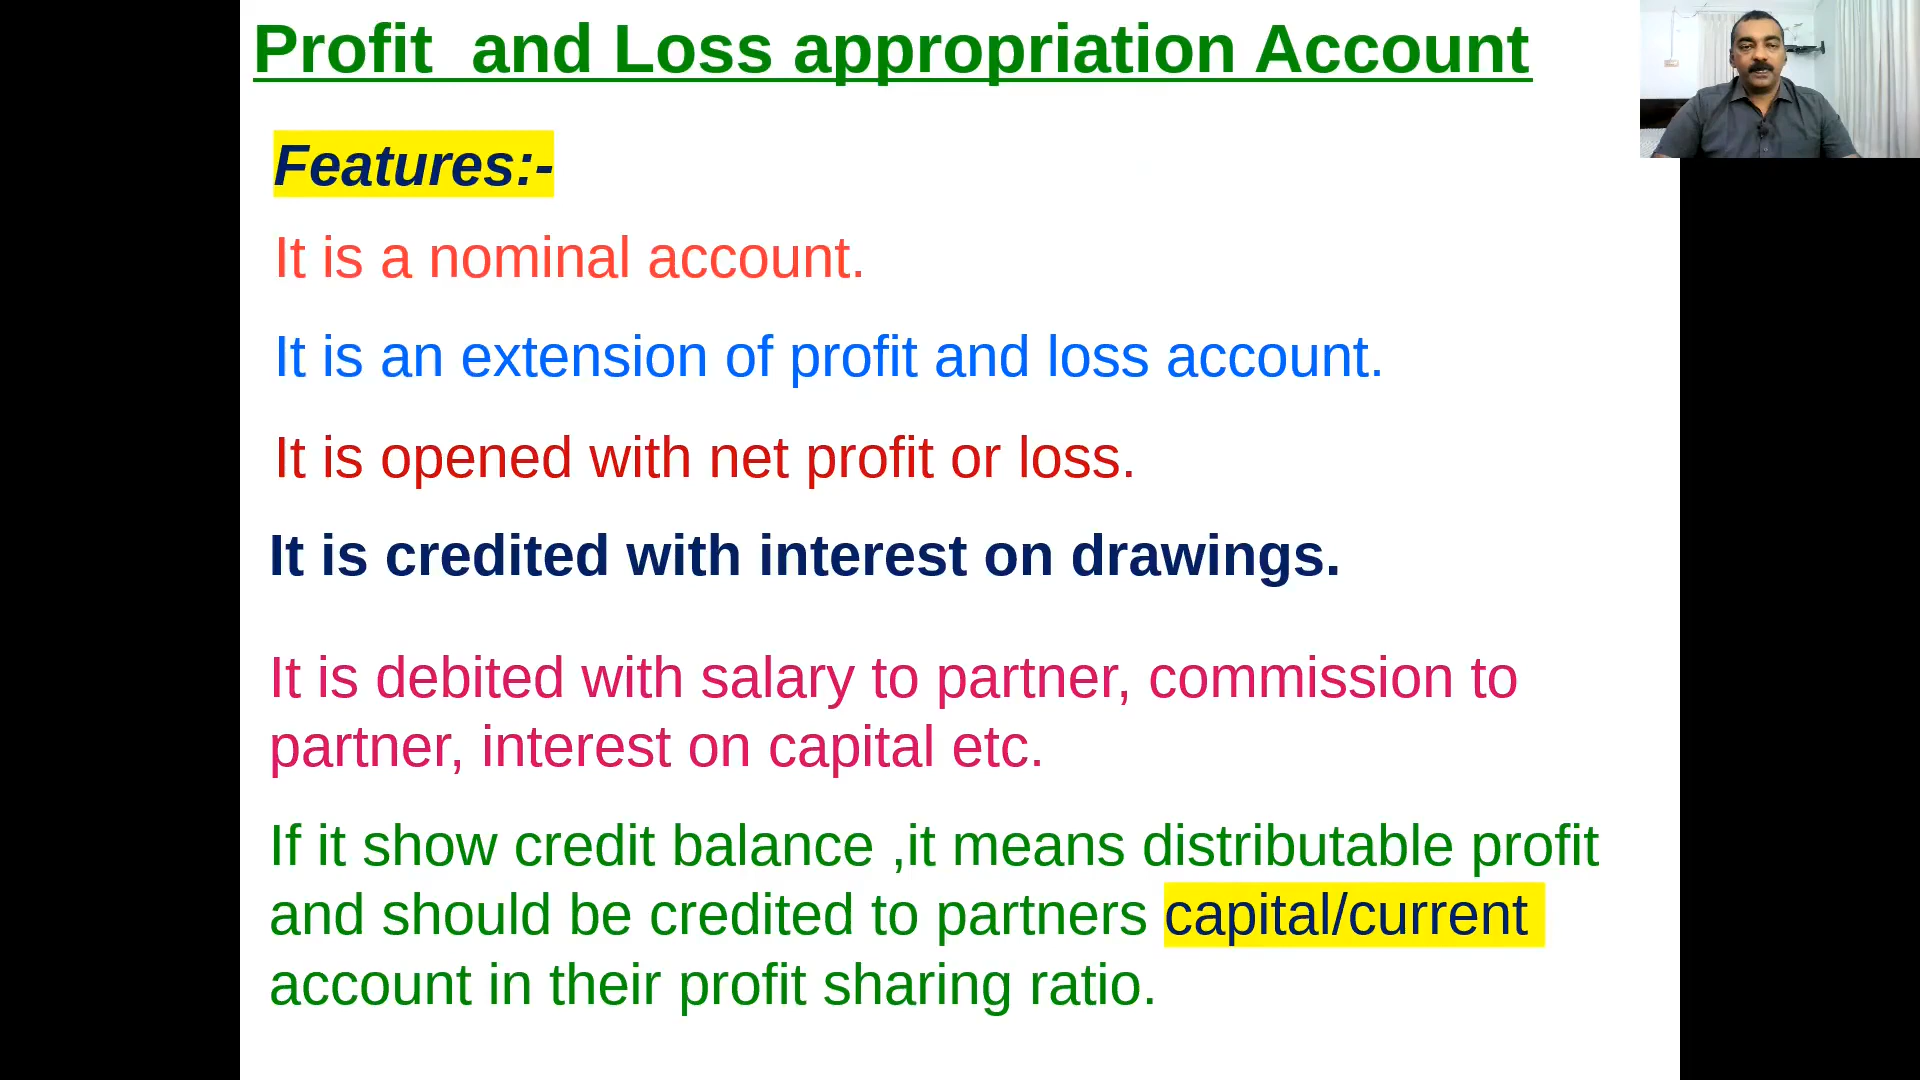 Profit  and Loss appropriation Account
Features:-
It is a nominal account.
It is an extension of profit and loss account.
It is opened with net profit or loss.
It is credited with interest on drawings.
It is debited with salary to partner, commission to
partner, interest on capital etc.
If it show credit balance ,it means distributable profit
and should be credited to partners capital/current
account in their profit sharing ratio.